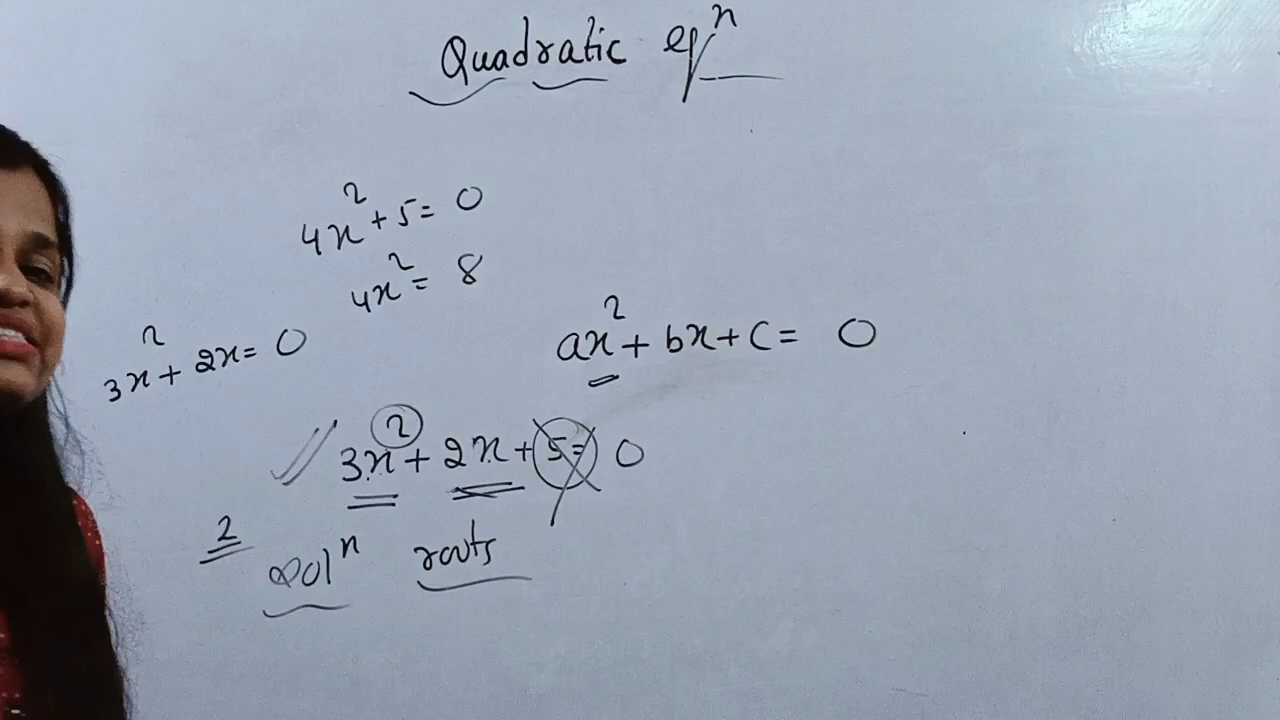 Quadratic eqⁿ
4x² + 5 = 0
4x² = 8
3x² + 2x = 0
ax² + bx + c = 0
3x² + 2x + 5 = 0
2 solⁿ roots